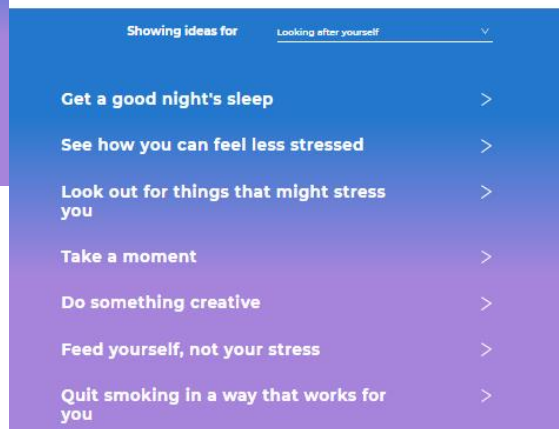 Showing ideas for Looking after yourself
Get a good night's sleep
See how you can feel less stressed
Look out for things that might stress
you
Take a moment
Do something creative
Feed yourself, not your stress
Quit smoking in a way that works for
you